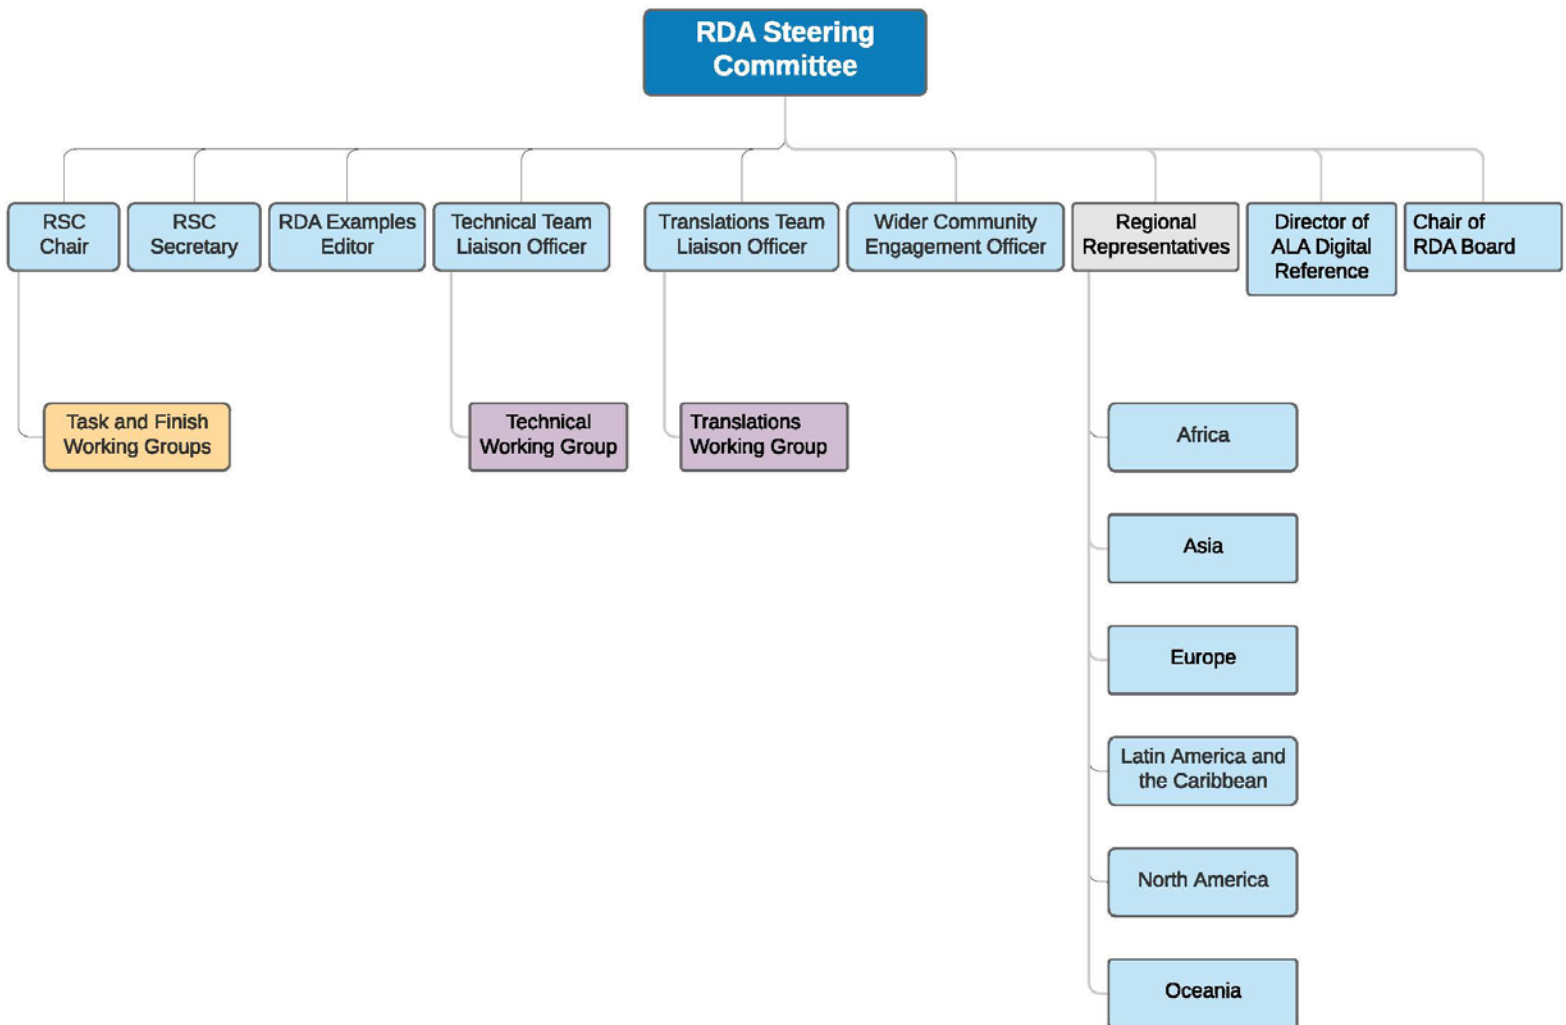 RDA Steering
Committee
RSC
Chair
RSC
Secretary
RDA Examples
Editor
Technical Team
Liaison Officer
Translations Team
Liaison Officer
Wider Community
Engagement Officer
Regional
Representatives
Director of
ALA Digital
Reference
Chair of
RDA Board
Task and Finish
Working Groups
Technical
Working Group
Translations
Working Group
Africa
Asia
Europe
Latin America and
the Caribbean
North America
Oceania